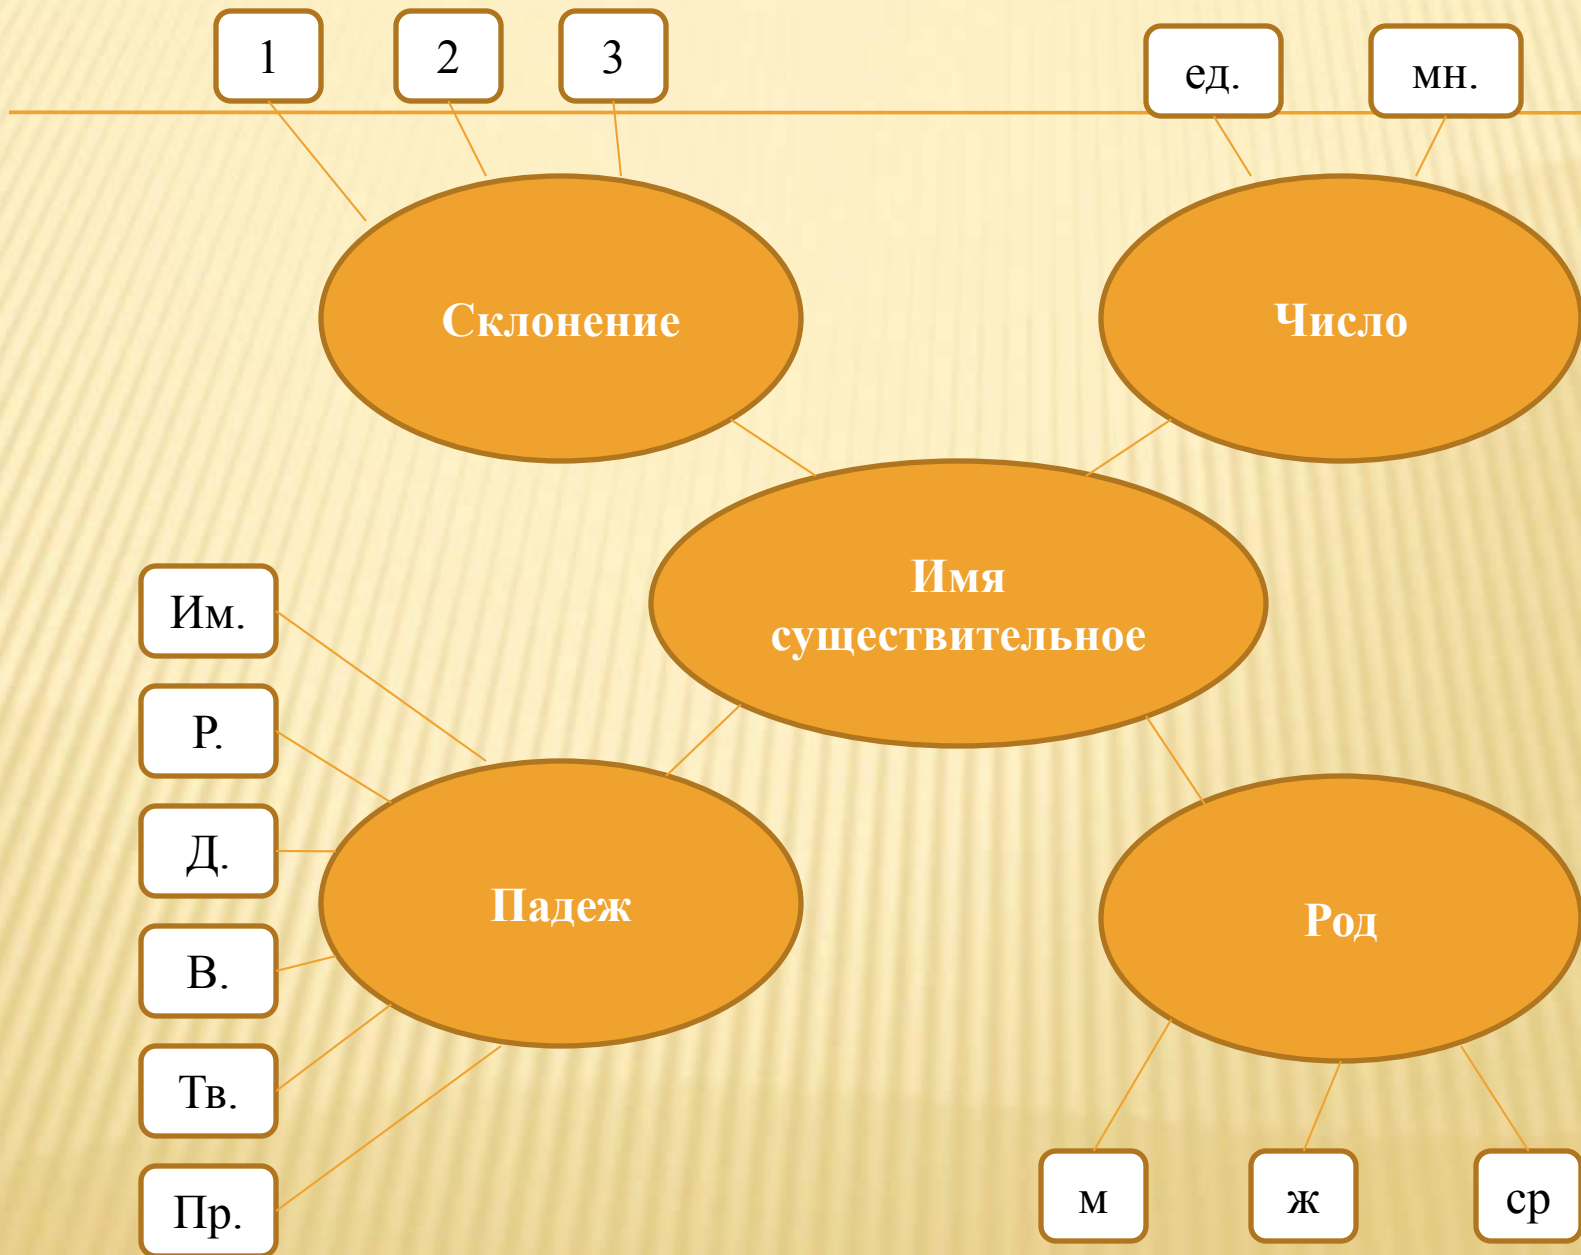 1
2
3
ед.
мн.
Склонение
Число
Имя
существительное
Им.
Р.
Д.
В.
Тв.
Пр.
Падеж
Род
м
ж
ср